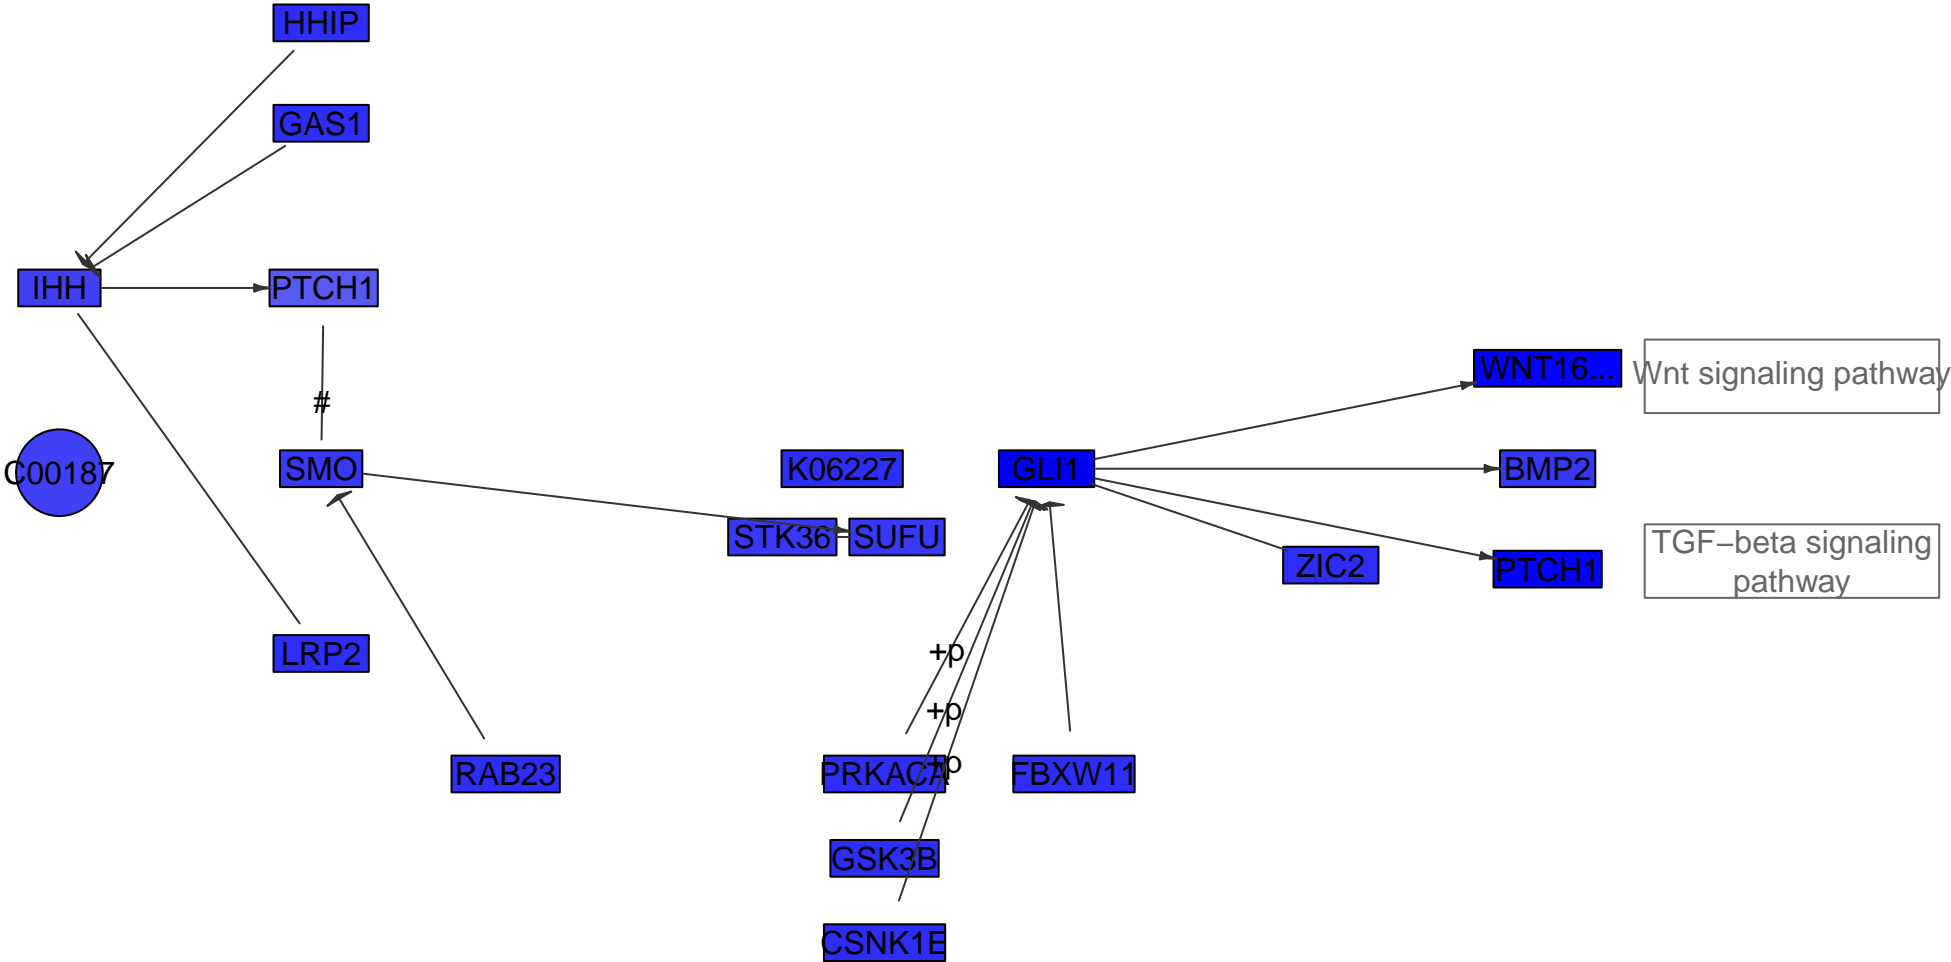 HHIP
GAS1
IHH
PTCH1
WNT16...
Wnt signaling pathway
#
C00187
SMO
K06227
GLI1
BMP2
STK36
SUFU
ZIC2
PTCH1
TGF−beta signaling
pathway
LRP2
+p
+p
+p
RAB23
PRKACA
FBXW11
GSK3B
CSNK1E